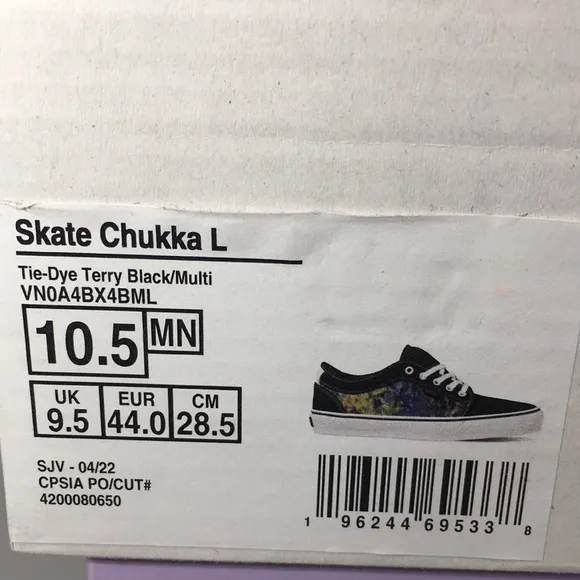 Skate Chukka L
Tie-Dye Terry Black/Multi
VN0A4BX4BML
10.5 MN
UK EUR CM
9.5 44.0 28.5
SJV - 04/22
CPSIA PO/CUT#
4200080650
1 96244 69533 8